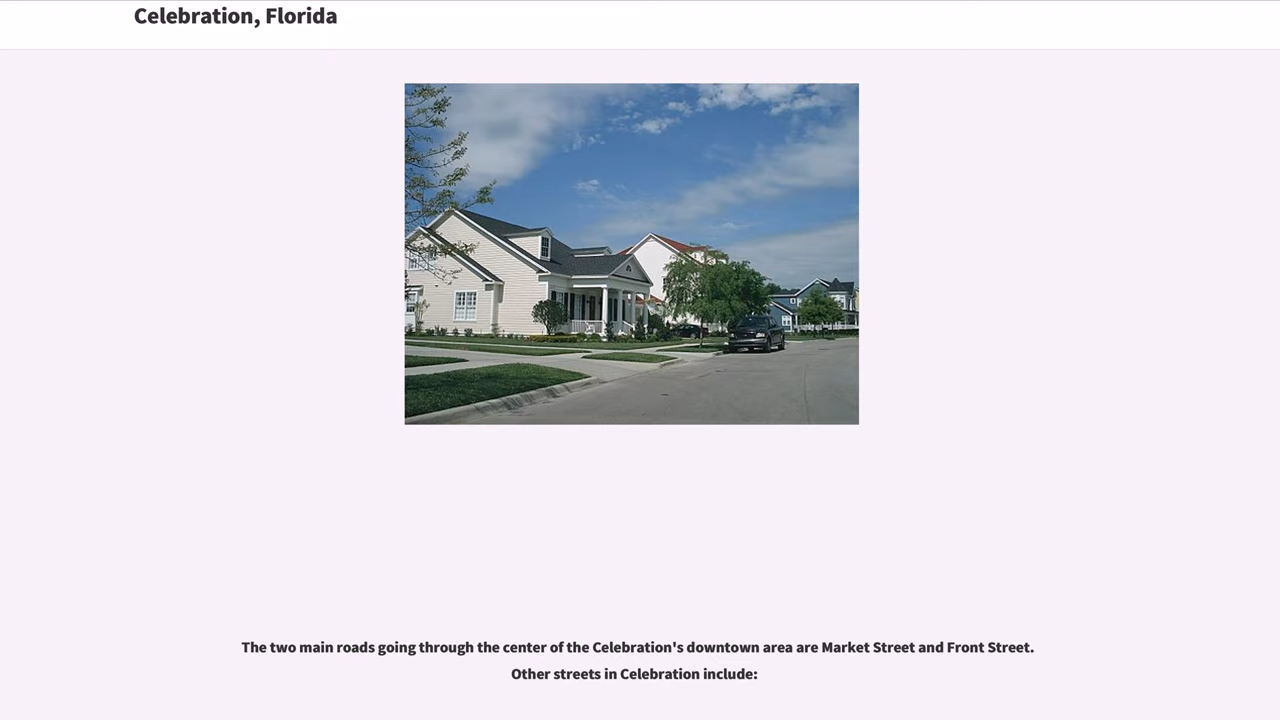 Celebration, Florida
The two main roads going through the center of the Celebration's downtown area are Market Street and Front Street.
Other streets in Celebration include: